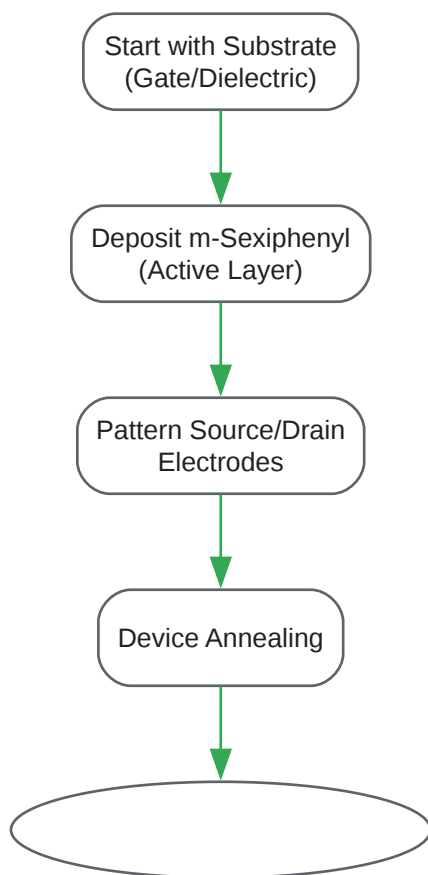 Start with Substrate
(Gate/Dielectric)
Deposit m-Sexiphenyl
(Active Layer)
Pattern Source/Drain
Electrodes
Device Annealing